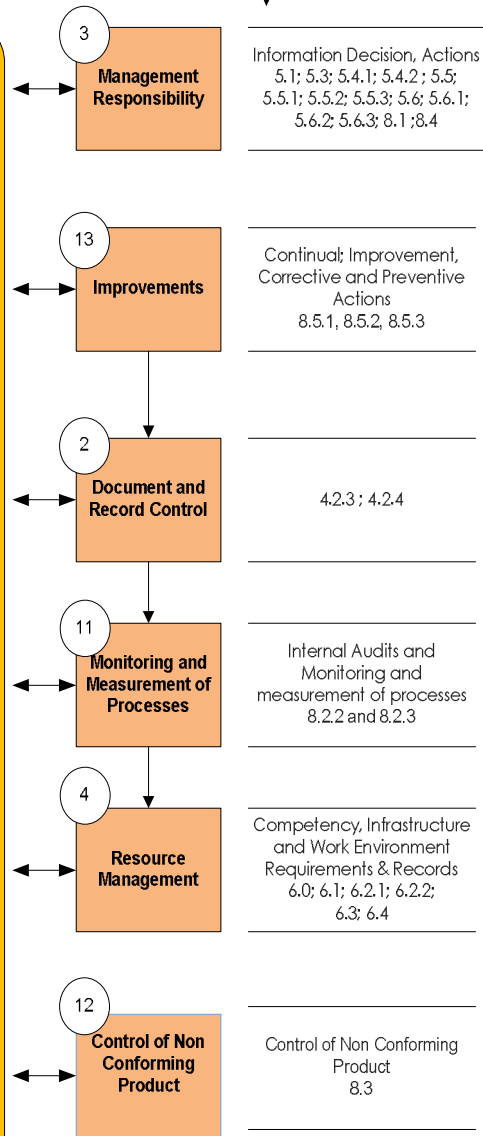 3
Management
Responsibility
Information Decision, Actions
5.1; 5.3; 5.4.1; 5.4.2 ; 5.5;
5.5.1; 5.5.2; 5.5.3; 5.6; 5.6.1;
5.6.2; 5.6.3; 8.1 ;8.4
13
Improvements
Continual; Improvement,
Corrective and Preventive
Actions
8.5.1, 8.5.2, 8.5.3
2
Document and
Record Control
4.2.3 ; 4.2.4
11
Monitoring and
Measurement of
Processes
Internal Audits and
Monitoring and
measurement of processes
8.2.2 and 8.2.3
4
Resource
Management
Competency, Infrastructure
and Work Environment
Requirements & Records
6.0; 6.1; 6.2.1; 6.2.2;
6.3; 6.4
12
Control of Non
Conforming
Product
Control of Non Conforming
Product
8.3